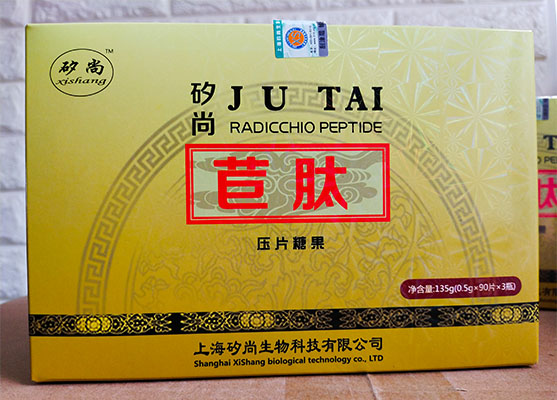 矽尚
xishang
TM
矽尚
JU TAI
RADICCHIO PEPTIDE
苣肽
压片糖果
净含量:135g(0.5g×90片×3瓶)
上海矽尚生物科技有限公司
Shanghai XiShang biological technology co., LTD